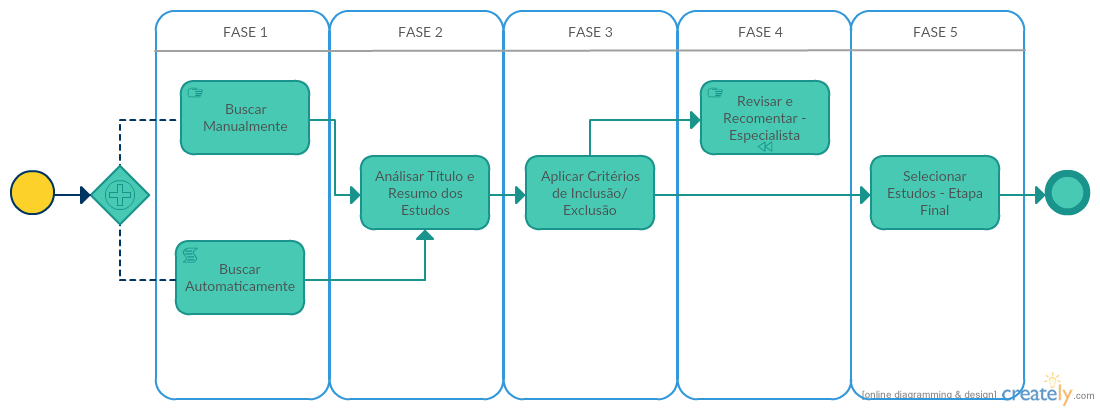 FASE 1
FASE 2
FASE 3
FASE 4
FASE 5
Buscar
Manualmente
Buscar
Automaticamente
Análisar Título e
Resumo dos
Estudos
Aplicar Critérios
de Inclusão/
Exclusão
Revisar e
Recomentar -
Especialista
Selecionar
Estudos - Etapa
Final
[online diagramming & design]
creately.com